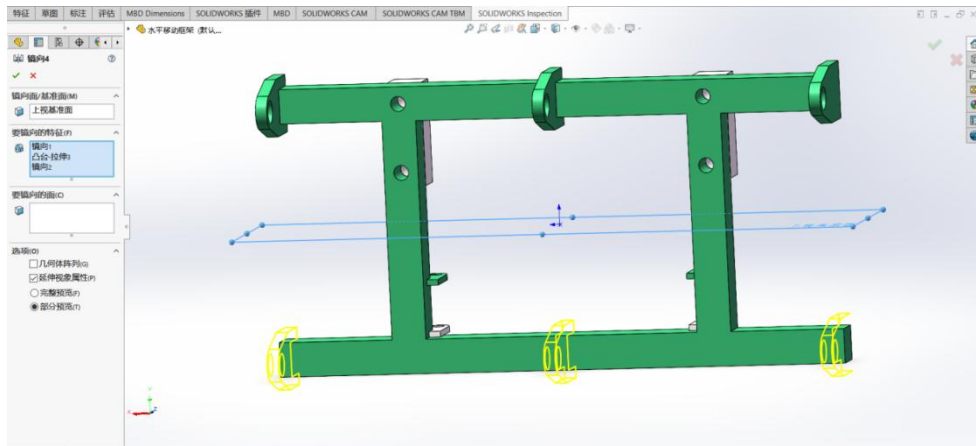 特征 草图 标注 评估 MBD Dimensions SOLIDWORKS 插件 MBD SOLIDWORKS CAM SOLIDWORKS CAM TBM SOLIDWORKS Inspection
水平移动框架 (默认...
镜向4
镜向面/基准面(M)
上视基准面
要镜向的特征(F)
镜向1
凸台-拉伸3
镜向2
要镜向的面(C)
选项(O)
几何体阵列(G)
延伸视象属性(P)
完整预览(F)
部分预览(T)
Y
X
Z